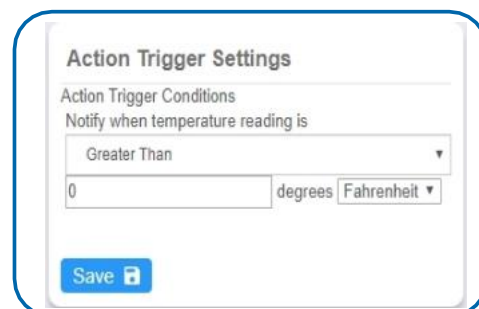 Action Trigger Settings
Action Trigger Conditions
Notify when temperature reading is
Greater Than
0 degrees Fahrenheit
Save